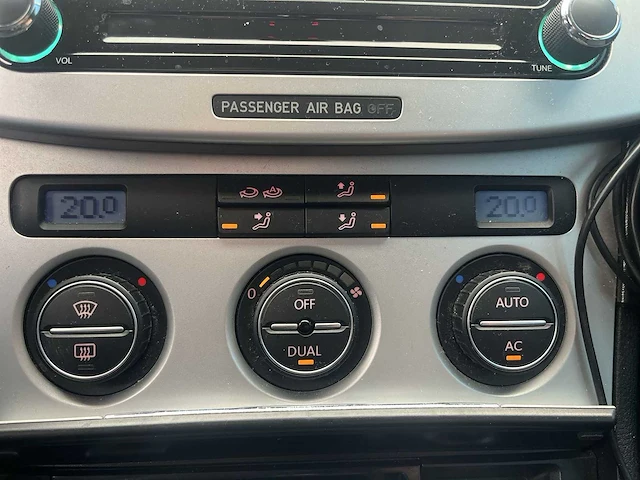 VOL
TUNE
PASSENGER AIR BAG OFF
20.0
20.0
A
0
OFF
DUAL
AUTO
AC